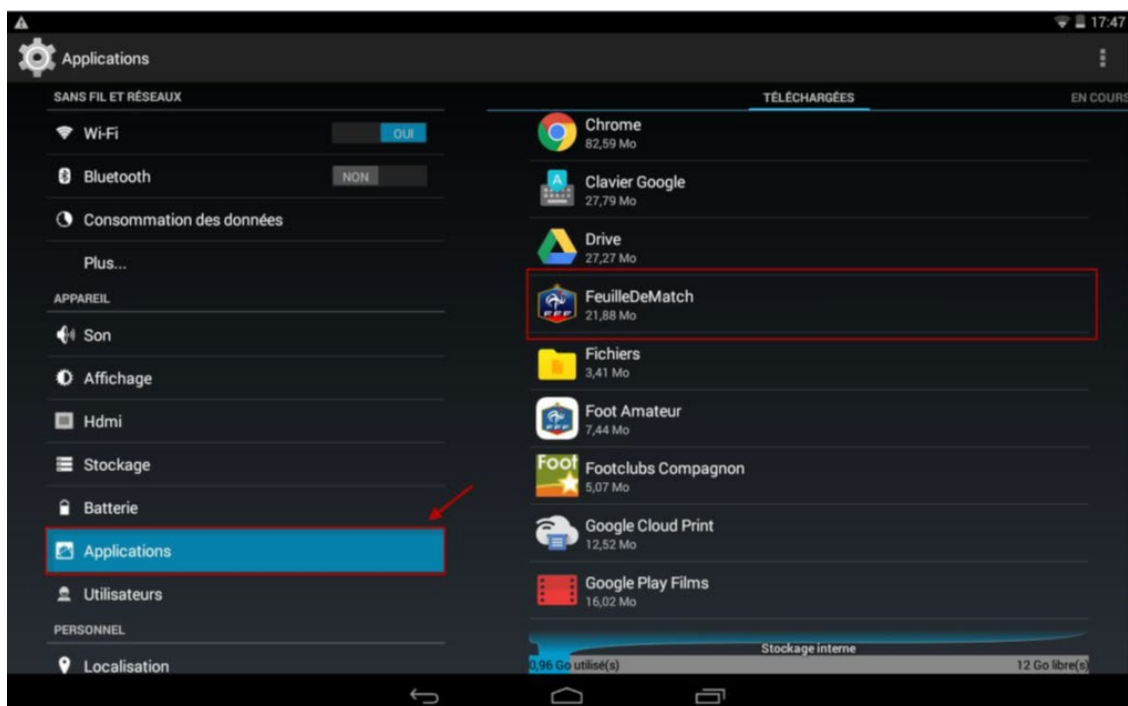 17:47
Applications
SANS FIL ET RÉSEAUX
Wi-Fi
OUI
Bluetooth
NON
Consommation des données
Plus...
APPAREIL
Son
Affichage
Hdmi
Stockage
Batterie
Applications
Utilisateurs
PERSONNEL
Localisation
TÉLÉCHARGÉES
EN COURS
Chrome
82,59 Mo
A
Clavier Google
27,79 Mo
Drive
27,27 Mo
FFF
FeuilleDeMatch
21,88 Mo
Fichiers
3,41 Mo
FFF
Foot Amateur
7,44 Mo
Foot
Footclubs Compagnon
5,07 Mo
Google Cloud Print
12,52 Mo
Google Play Films
16,02 Mo
Stockage interne
0,96 Go utilisé(s)
12 Go libre(s)